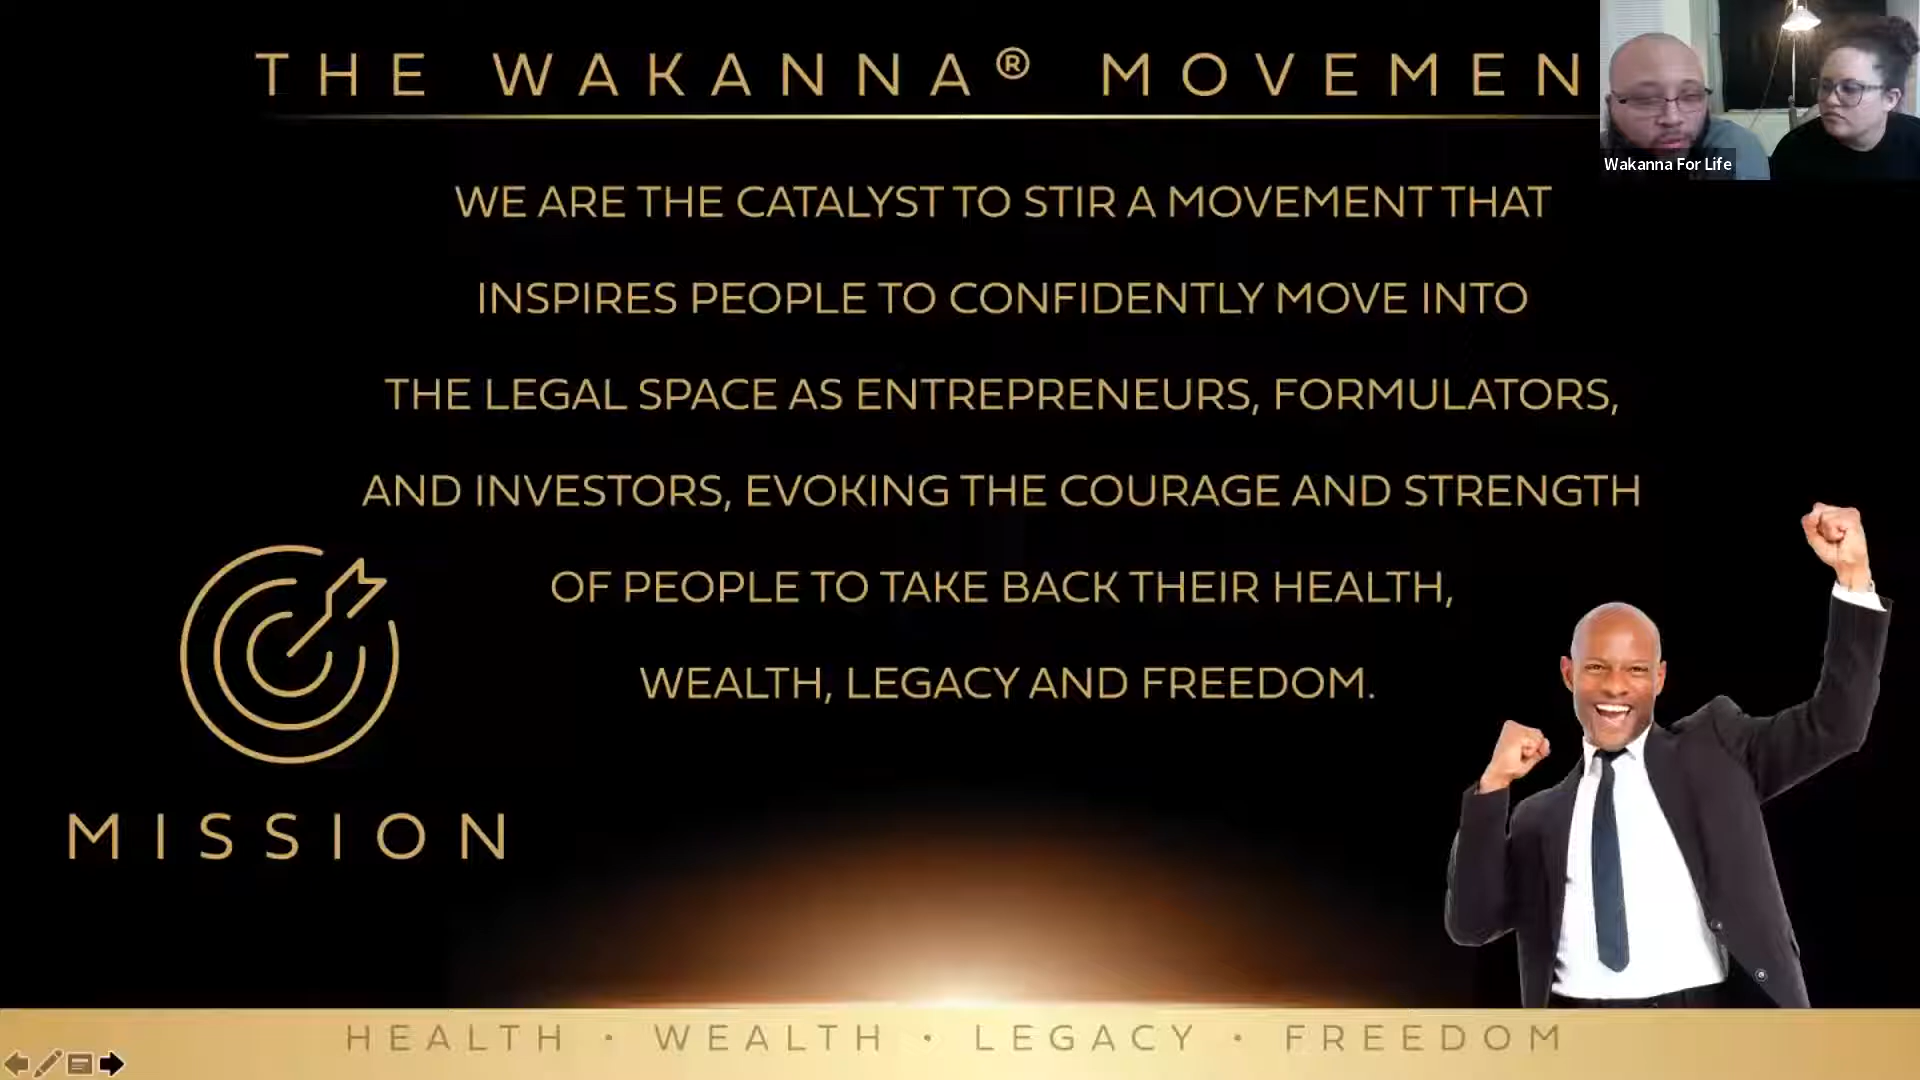 THE WAKANNA® MOVEMEN
Wakanna For Life
WE ARE THE CATALYST TO STIR A MOVEMENT THAT
INSPIRES PEOPLE TO CONFIDENTLY MOVE INTO
THE LEGAL SPACE AS ENTREPRENEURS, FORMULATORS,
AND INVESTORS, EVOKING THE COURAGE AND STRENGTH
OF PEOPLE TO TAKE BACK THEIR HEALTH,
WEALTH, LEGACY AND FREEDOM.
MISSION
HEALTH • WEALTH • LEGACY • FREEDOM